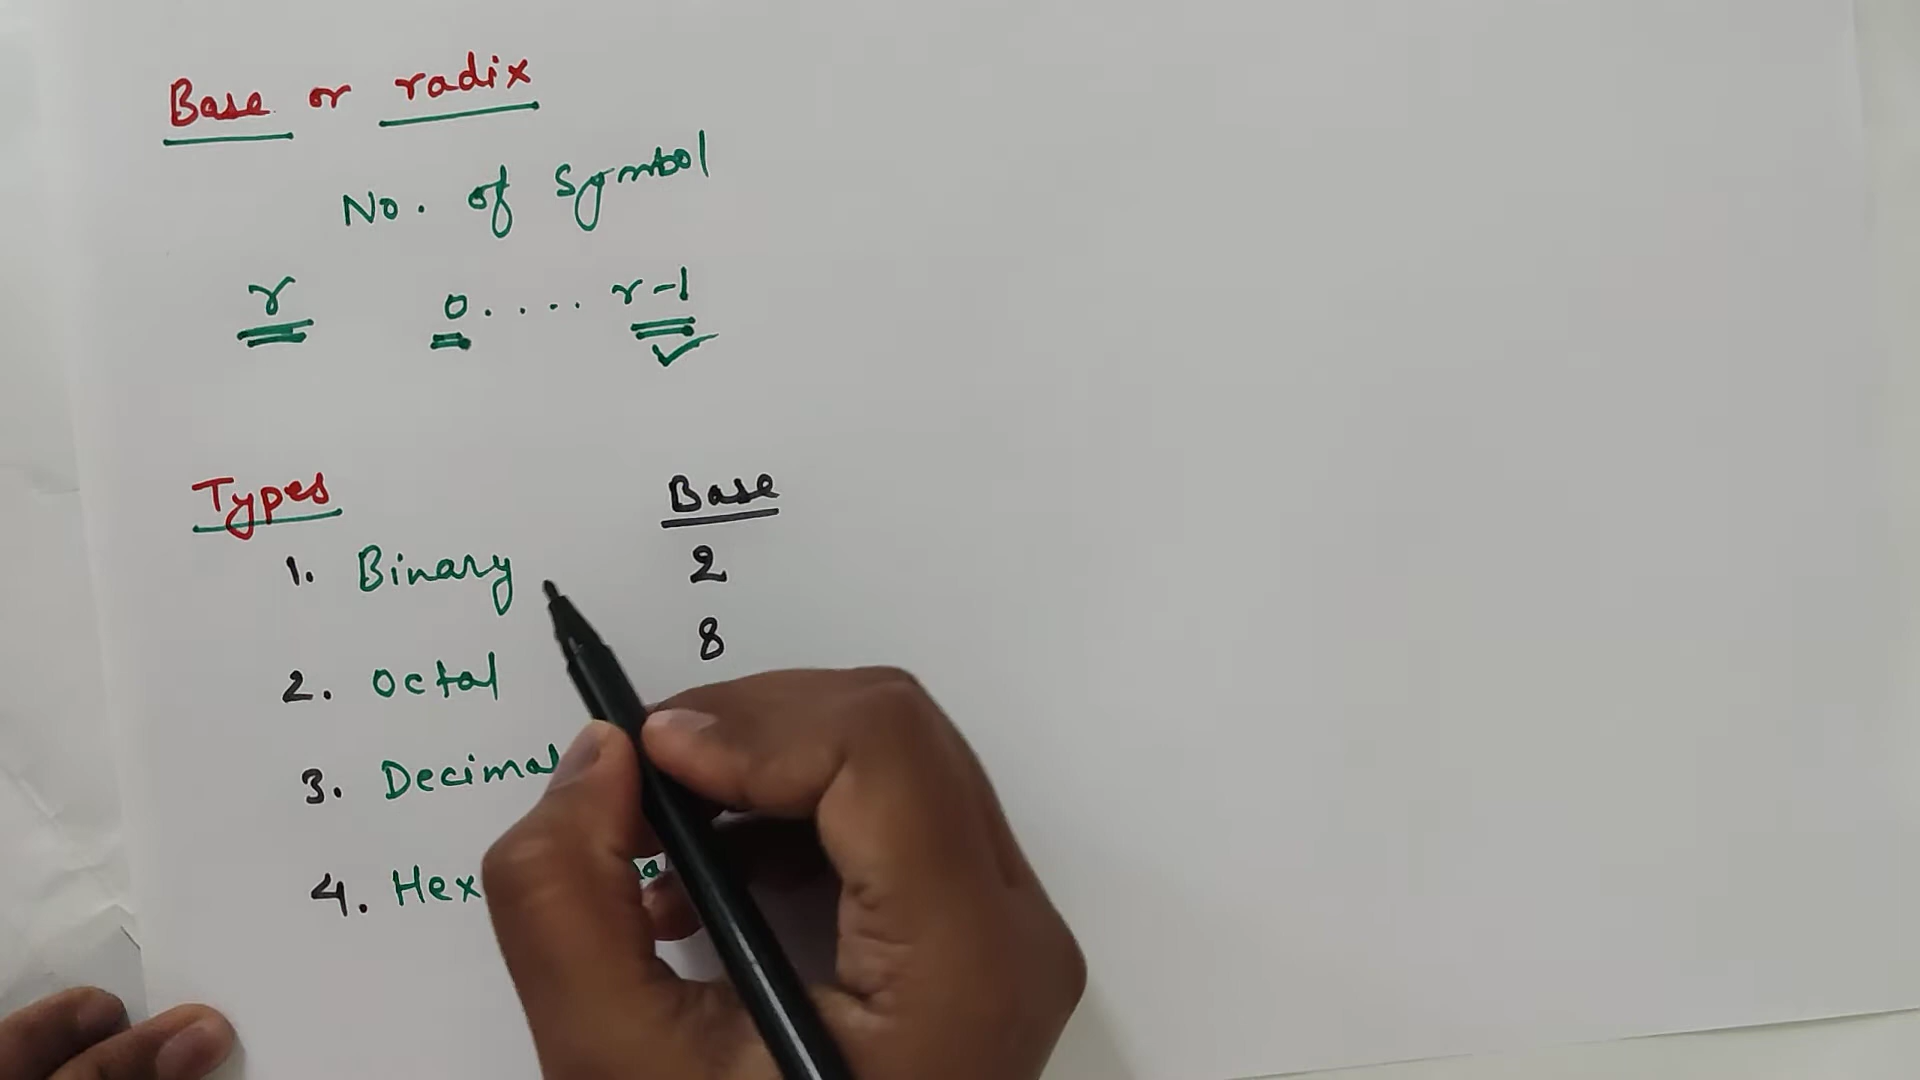 Base or radix
No. of Symbol
r 0. . . . . r-1
Types Base
1. Binary 2
2. Octal 8
3. Decimal
4. Hex